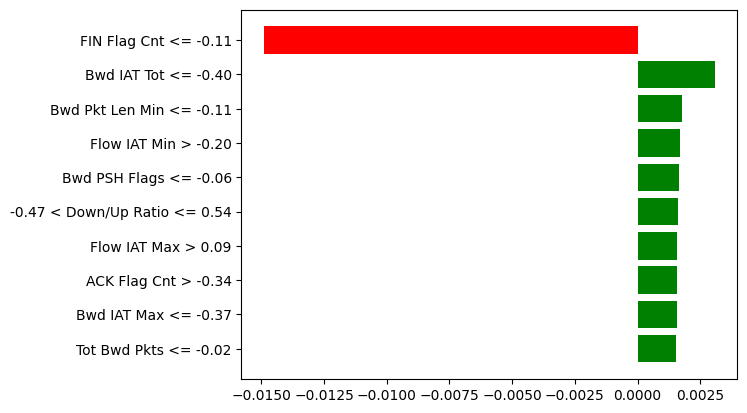 FIN Flag Cnt <= -0.11
Bwd IAT Tot <= -0.40
Bwd Pkt Len Min <= -0.11
Flow IAT Min > -0.20
Bwd PSH Flags <= -0.06
-0.47 < Down/Up Ratio <= 0.54
Flow IAT Max > 0.09
ACK Flag Cnt > -0.34
Bwd IAT Max <= -0.37
Tot Bwd Pkts <= -0.02
−0.0150 −0.0125 −0.0100 −0.0075 −0.0050 −0.0025 0.0000 0.0025